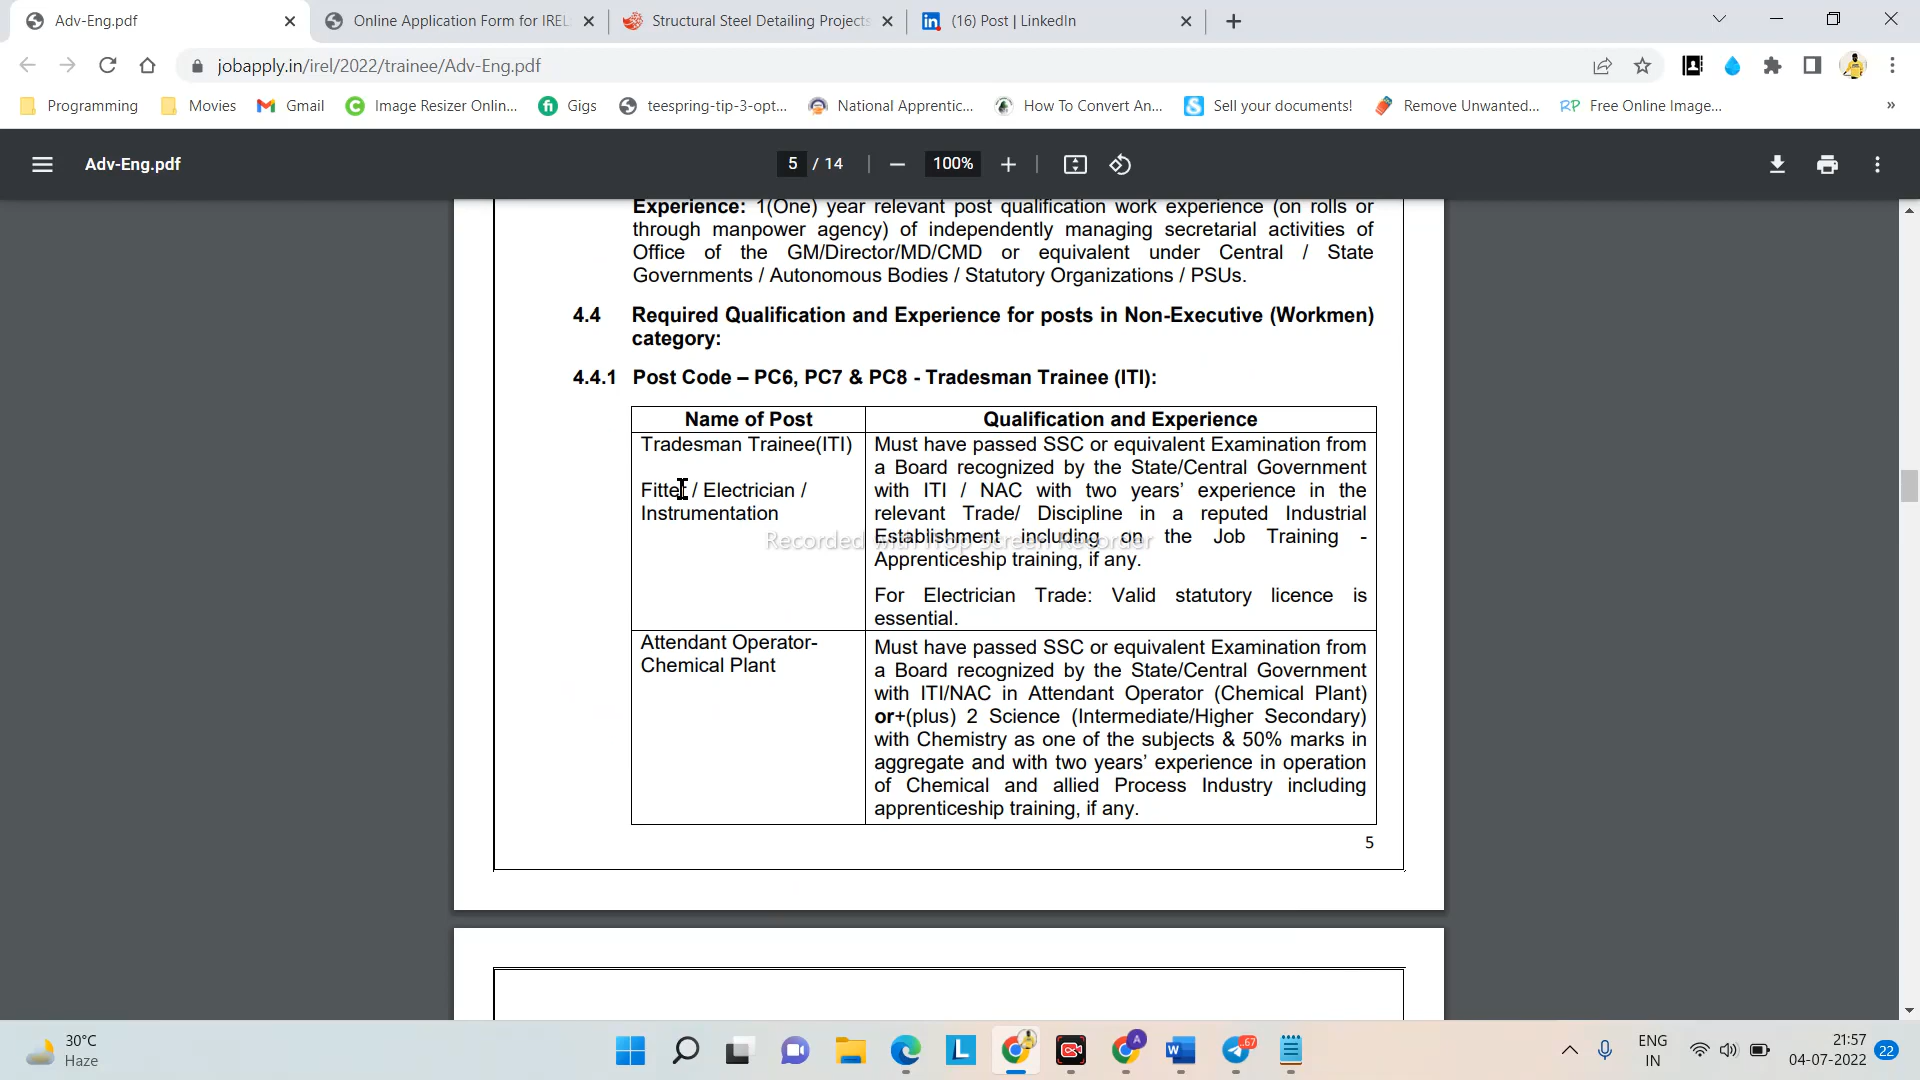 Adv-Eng.pdf
Online Application Form for IREL
Structural Steel Detailing Projects
(16) Post | LinkedIn
jobapply.in/irel/2022/trainee/Adv-Eng.pdf
Programming
Movies
Gmail
Image Resizer Onlin...
Gigs
teespring-tip-3-opt...
National Apprentic...
How To Convert An...
Sell your documents!
Remove Unwanted...
RP Free Online Image...
»
Adv-Eng.pdf
5 / 14
100%
Experience: 1(One) year relevant post qualification work experience (on rolls or
through manpower agency) of independently managing secretarial activities of
Office of the GM/Director/MD/CMD or equivalent under Central / State
Governments / Autonomous Bodies / Statutory Organizations / PSUs.
4.4 Required Qualification and Experience for posts in Non-Executive (Workmen)
category:
4.4.1 Post Code – PC6, PC7 & PC8 - Tradesman Trainee (ITI):
Name of Post
Qualification and Experience
Tradesman Trainee(ITI)
Fitter / Electrician /
Instrumentation
Must have passed SSC or equivalent Examination from
a Board recognized by the State/Central Government
with ITI / NAC with two years’ experience in the
relevant Trade/ Discipline in a reputed Industrial
Establishment including on the Job Training -
Apprenticeship training, if any.
For Electrician Trade: Valid statutory licence is
essential.
Recorded with iTop Screen Recorder
Attendant Operator-
Chemical Plant
Must have passed SSC or equivalent Examination from
a Board recognized by the State/Central Government
with ITI/NAC in Attendant Operator (Chemical Plant)
or+(plus) 2 Science (Intermediate/Higher Secondary)
with Chemistry as one of the subjects & 50% marks in
aggregate and with two years’ experience in operation
of Chemical and allied Process Industry including
apprenticeship training, if any.
5
30°C
Haze
67
ENG
IN
21:57
04-07-2022
22